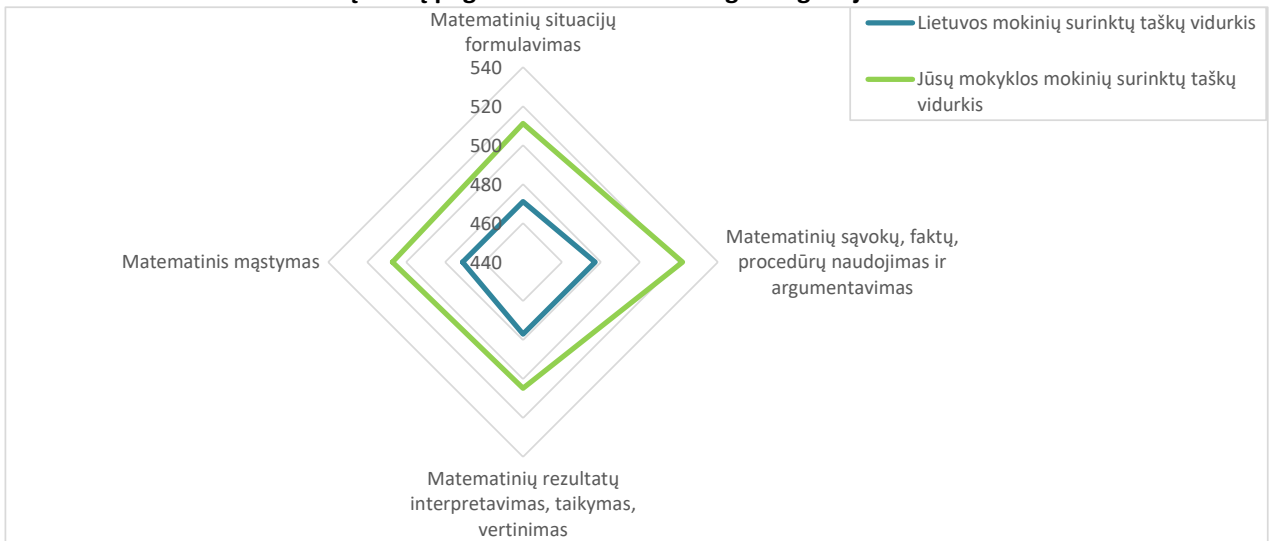 Matematinių situacijų
formulavimas
Lietuvos mokinių surinktų taškų vidurkis
Jūsų mokyklos mokinių surinktų taškų
vidurkis
540
520
500
480
460
440
Matematinių sąvokų, faktų,
procedūrų naudojimas ir
argumentavimas
Matematinis mąstymas
Matematinių rezultatų
interpretavimas, taikymas,
vertinimas